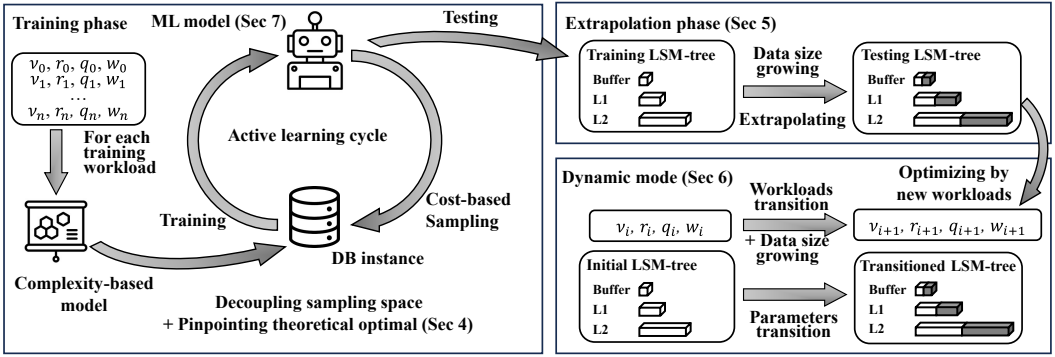 Training phase
ML model (Sec 7)
Testing
v₀, r₀, q₀, w₀
v₁, r₁, q₁, w₁
...
vₙ, rₙ, qₙ, wₙ
For each
training
workload
Active learning cycle
Training
Cost-based
Sampling
DB instance
Complexity-based
model
Decoupling sampling space
+ Pinpointing theoretical optimal (Sec 4)
Extrapolation phase (Sec 5)
Training LSM-tree
Buffer
L1
L2
Data size
growing
Extrapolating
Testing LSM-tree
Buffer
L1
L2
Dynamic mode (Sec 6)
Workloads
transition
Optimizing by
new workloads
vᵢ, rᵢ, qᵢ, wᵢ
+ Data size
growing
vᵢ₊₁, rᵢ₊₁, qᵢ₊₁, wᵢ₊₁
Initial LSM-tree
Buffer
L1
L2
Parameters
transition
Transitioned LSM-tree
Buffer
L1
L2